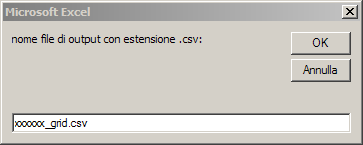 Microsoft Excel
nome file di output con estensione .csv:
OK
Annulla
xxxxxx_grid.csv